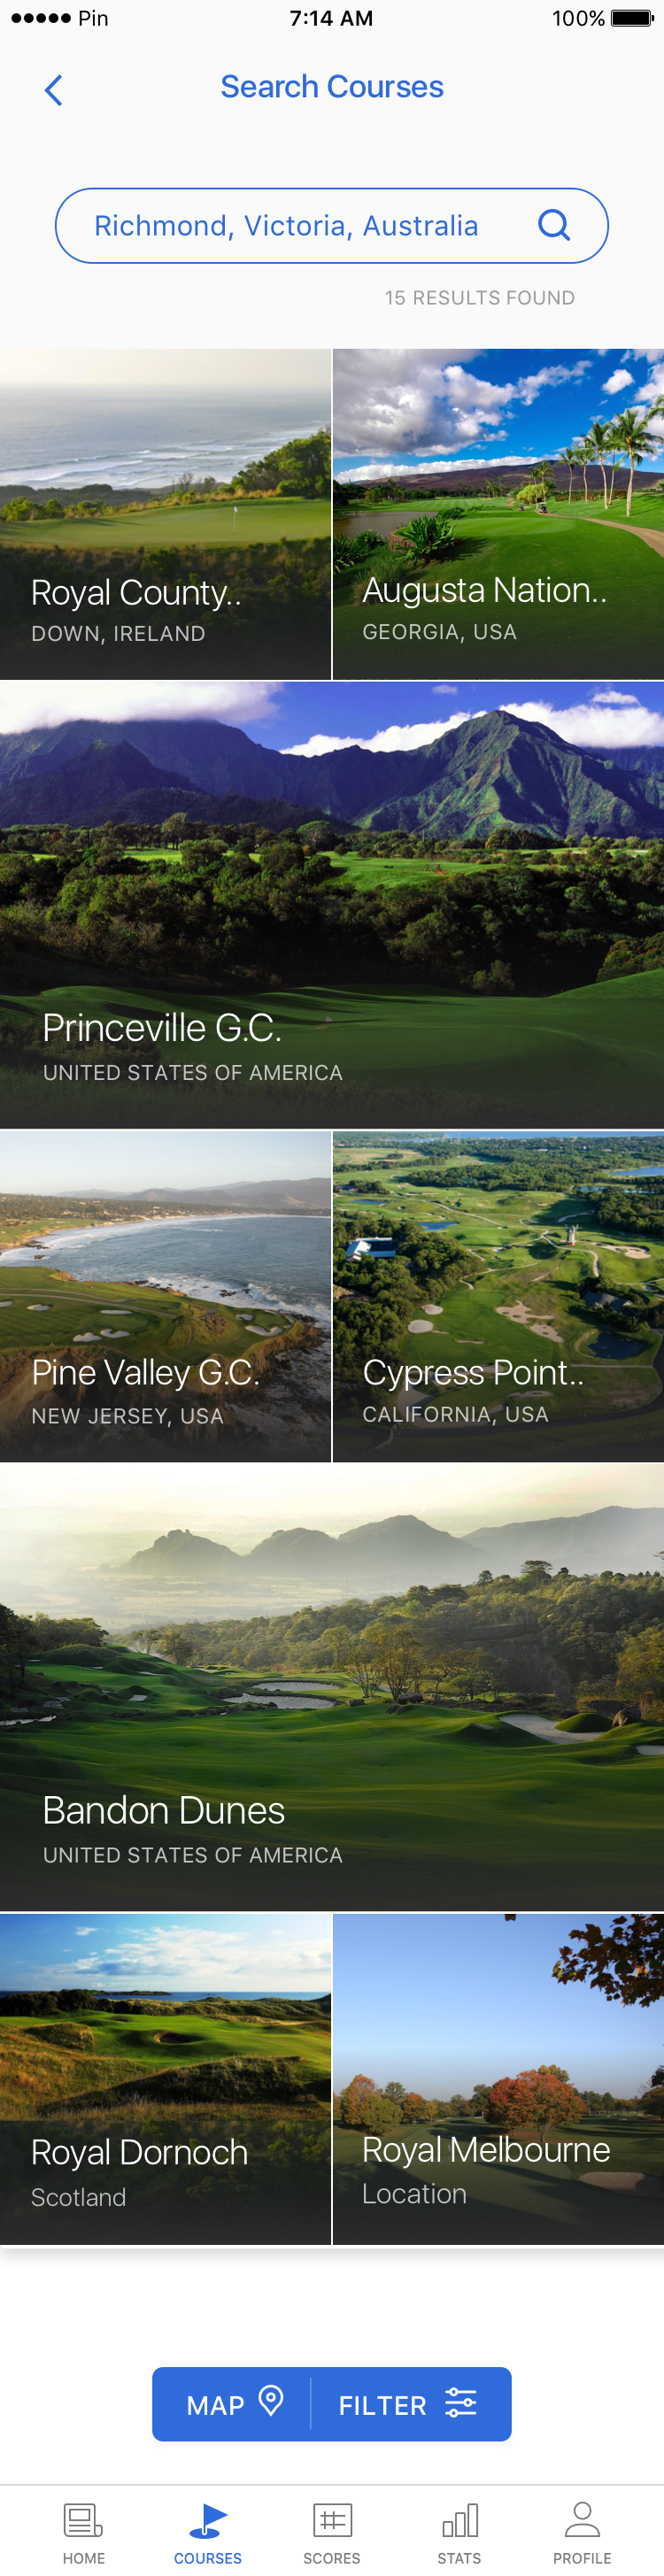 Pin 7:14 AM 100%
Search Courses
Richmond, Victoria, Australia
15 RESULTS FOUND
Royal County..
DOWN, IRELAND
Augusta Nation..
GEORGIA, USA
Princeville G.C.
UNITED STATES OF AMERICA
Pine Valley G.C.
NEW JERSEY, USA
Cypress Point..
CALIFORNIA, USA
Bandon Dunes
UNITED STATES OF AMERICA
Royal Dornoch
Scotland
Royal Melbourne
Location
MAP FILTER
HOME COURSES SCORES STATS PROFILE